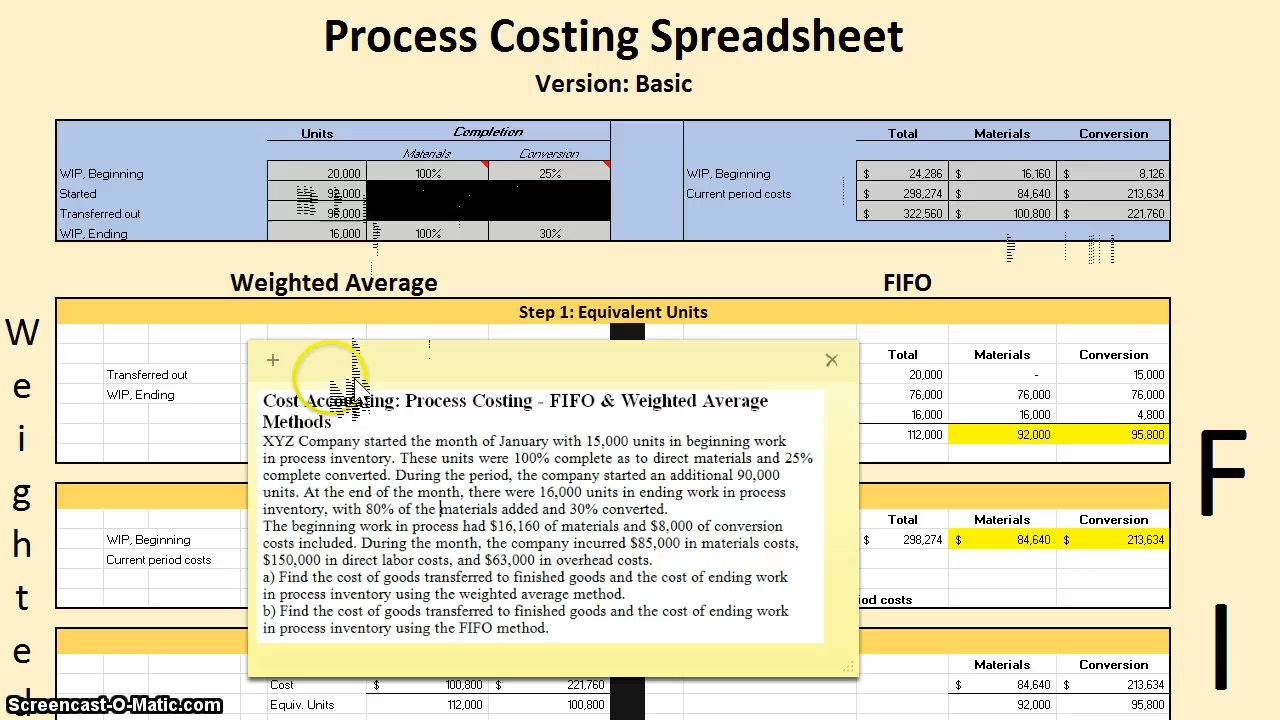 Process Costing Spreadsheet
Version: Basic
Units Completion Total Materials Conversion
Materials Conversion
WIP, Beginning 20,000 100% 25% WIP, Beginning $ 24,286 $ 16,160 $ 8,126
Started Current period costs $ 298,274 $ 84,640 $ 213,634
Transferred out 96,000 $ 322,560 $ 100,800 $ 221,760
WIP, Ending 16,000 100% 30%
Weighted Average FIFO
Step 1: Equivalent Units
Total Materials Conversion
Transferred out 20,000 - 15,000
WIP, Ending 76,000 76,000 76,000
16,000 16,000 4,800
112,000 92,000 95,800
Cost Accounting: Process Costing - FIFO & Weighted Average
Methods
XYZ Company started the month of January with 15,000 units in beginning work
in process inventory. These units were 100% complete as to direct materials and 25%
complete converted. During the period, the company started an additional 90,000
units. At the end of the month, there were 16,000 units in ending work in process
inventory, with 80% of the materials added and 30% converted.
The beginning work in process had $16,160 of materials and $8,000 of conversion
costs included. During the month, the company incurred $85,000 in materials costs,
$150,000 in direct labor costs, and $63,000 in overhead costs.
a) Find the cost of goods transferred to finished goods and the cost of ending work
in process inventory using the weighted average method.
b) Find the cost of goods transferred to finished goods and the cost of ending work
in process inventory using the FIFO method.
Total Materials Conversion
WIP, Beginning $ 298,274 $ 84,640 $ 213,634
Current period costs
iod costs
Materials Conversion
Cost $ 100,800 $ 221,760 $ 84,640 $ 213,634
Equiv. Units 112,000 100,800 92,000 95,800
Weighted
F I
Screencast-O-Matic.com